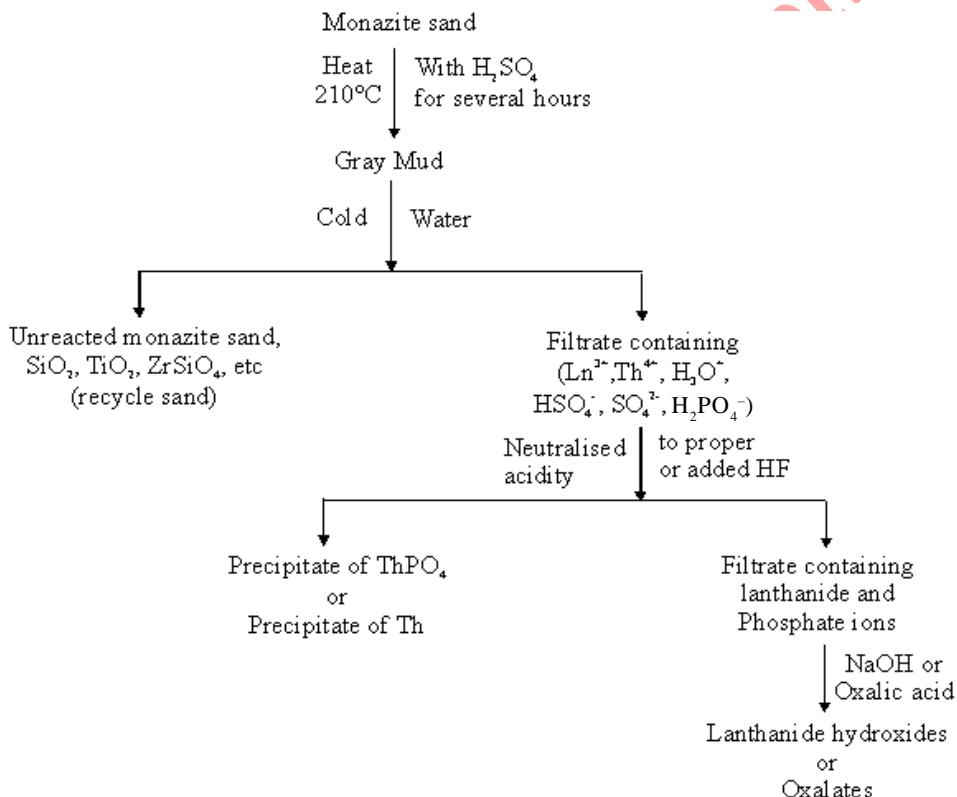 Monazite sand
Heat
210°C
With H₂SO₄
for several hours
Gray Mud
Cold
Water
Unreacted monazite sand,
SiO₂, TiO₂, ZrSiO₄, etc
(recycle sand)
Filtrate containing
(Ln³⁺,Th⁴⁺, H₃O⁺,
HSO₄⁻, SO₄²⁻, H₂PO₄⁻)
Neutralised
acidity
to proper
or added HF
Precipitate of ThPO₄
or
Precipitate of Th
Filtrate containing
lanthanide and
Phosphate ions
NaOH or
Oxalic acid
Lanthanide hydroxides
or
Oxalates